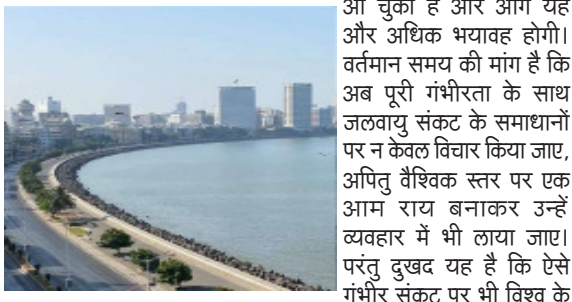 आ चुकी है और आगे यह
और अधिक भयावह होगी।
वर्तमान समय की मांग है कि
अब पूरी गंभीरता के साथ
जलवायु संकट के समाधानों
पर न केवल विचार किया जाए,
अपितु वैश्विक स्तर पर एक
आम राय बनाकर उन्हें
व्यवहार में भी लाया जाए।
परंतु दुखद यह है कि ऐसे
गंभीर संकट पर भी विश्व के